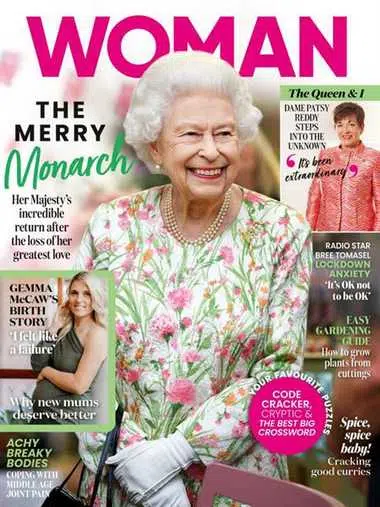 WOMAN
The Queen & I
DAME PATSY
REDDY
STEPS
INTO THE
UNKNOWN
"It's been
extraordinary"
THE
MERRY
Monarch
Her Majesty's
incredible
return after
the loss of her
greatest love
RADIO STAR
BREE TOMASEL
LOCKDOWN
ANXIETY
'It's OK not
to be OK'
GEMMA
McCAW'S
BIRTH
STORY
'I felt like
a failure'
Why new mums
deserve better
EASY
GARDENING
GUIDE
How to grow
plants from
cuttings
YOUR FAVOURITE PUZZLES
CODE
CRACKER,
CRYPTIC &
THE BEST BIG
CROSSWORD
ACHY
BREAKY
BODIES
COPING WITH
MIDDLE AGE
JOINT PAIN
Spice,
spice
baby!
Cracking
good curries